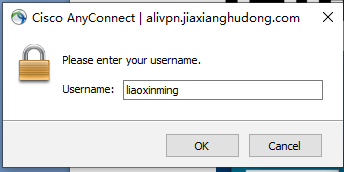 Cisco AnyConnect | alivpn.jiaxianghudong.com
Please enter your username.
Username: liaoxinming
OK Cancel